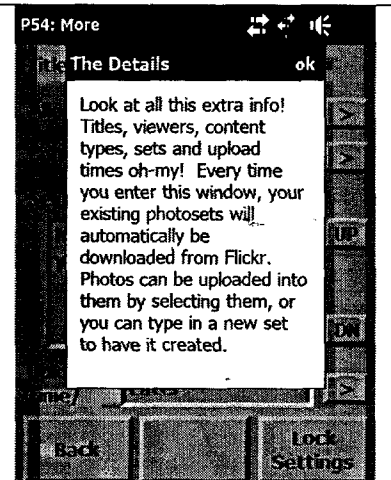 P54: More
The Details ok
Look at all this extra info!
Titles, viewers, content
types, sets and upload
times oh-my! Every time
you enter this window, your
existing photosets will
automatically be
downloaded from Flickr.
Photos can be uploaded into
them by selecting them, or
you can type in a new set
to have it created.
Back
Lock
Settings